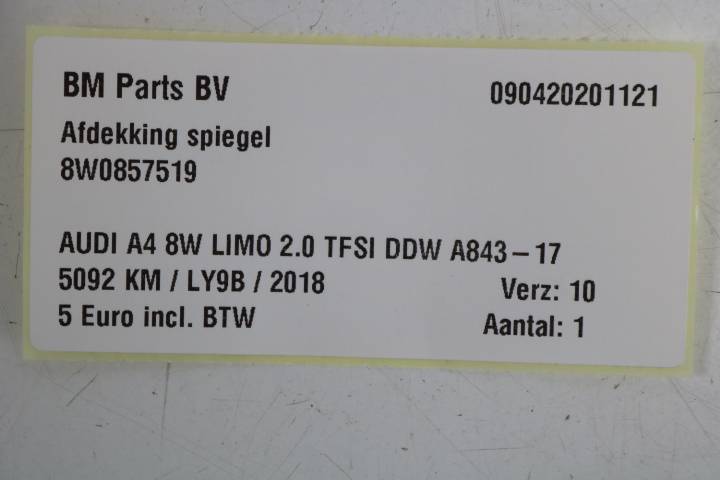 BM Parts BV 090420201121
Afdekking spiegel
8W0857519
AUDI A4 8W LIMO 2.0 TFSI DDW A843-17
5092 KM / LY9B / 2018 Verz: 10
5 Euro incl. BTW Aantal: 1